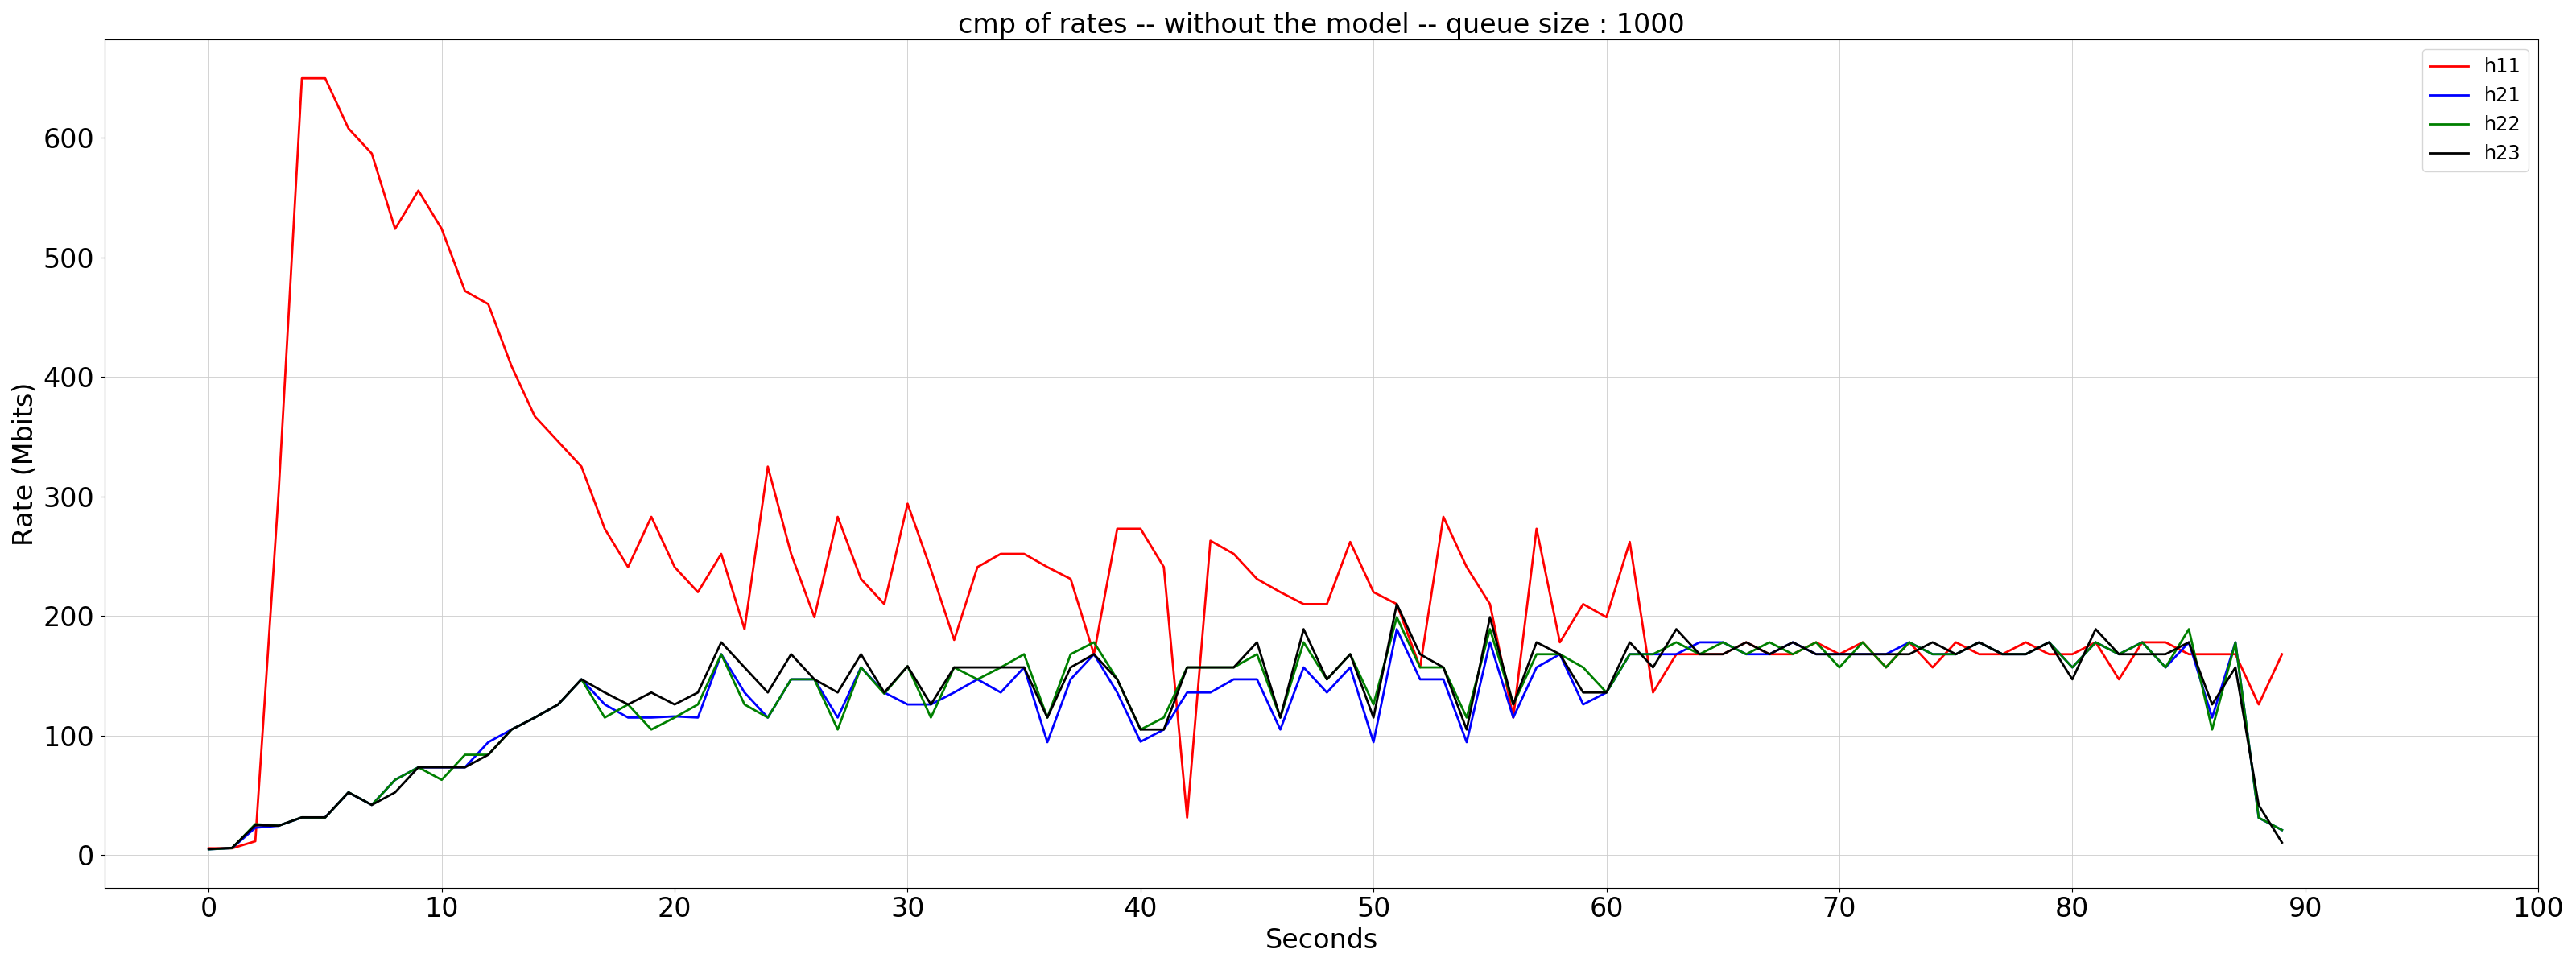 cmp of rates -- without the model -- queue size : 1000
h11
h21
h22
h23
600
500
400
300
200
100
0
Rate (Mbits)
0 10 20 30 40 50 60 70 80 90 100
Seconds